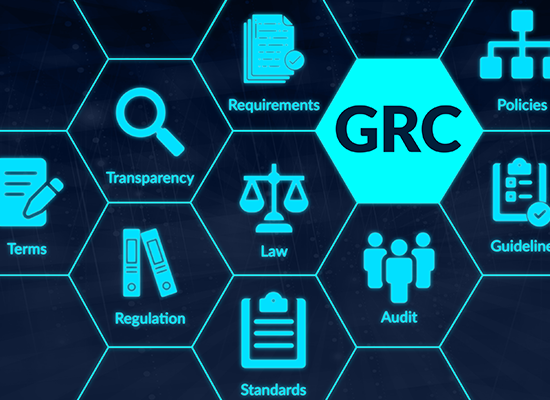 Requirements
Policies
GRC
Transparency
Terms
Law
Guideline
Regulation
Audit
Standards